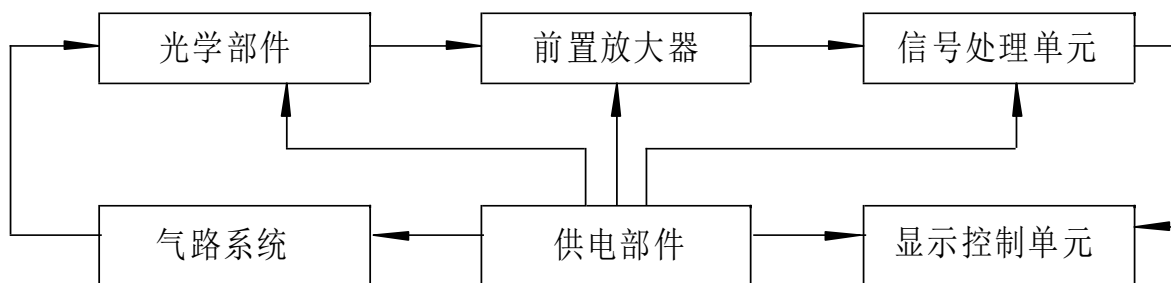 光学部件
前置放大器
信号处理单元
气路系统
供电部件
显示控制单元